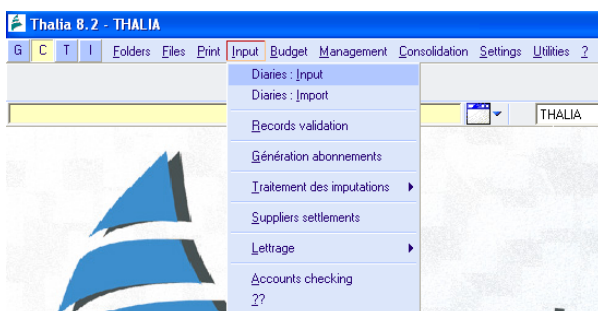 Thalia 8.2 - THALIA
G C T I Folders Files Print Input Budget Management Consolidation Settings Utilities ?
Diaries : Input
Diaries : Import
THALIA
Records validation
Génération abonnements
Traitement des imputations
Suppliers settlements
Lettrage
Accounts checking
??